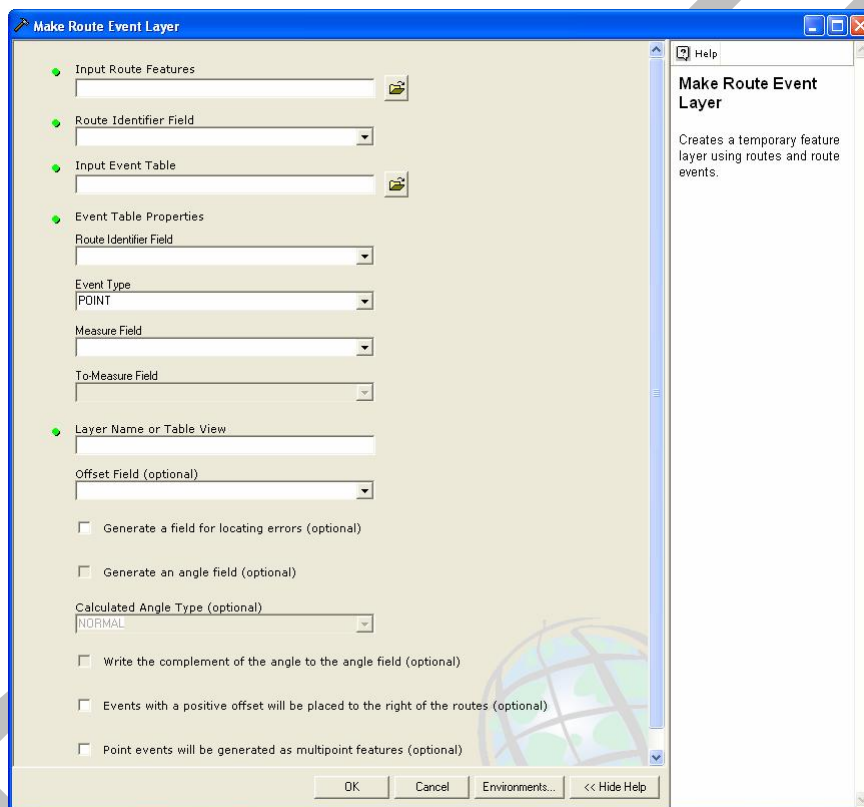 Make Route Event Layer
Input Route Features
Route Identifier Field
Input Event Table
Event Table Properties
Route Identifier Field
Event Type
POINT
Measure Field
To-Measure Field
Layer Name or Table View
Offset Field (optional)
Generate a field for locating errors (optional)
Generate an angle field (optional)
Calculated Angle Type (optional)
NORMAL
Write the complement of the angle to the angle field (optional)
Events with a positive offset will be placed to the right of the routes (optional)
Point events will be generated as multipoint features (optional)
OK
Cancel
Environments...
<< Hide Help
Help
Make Route Event
Layer
Creates a temporary feature
layer using routes and route
events.